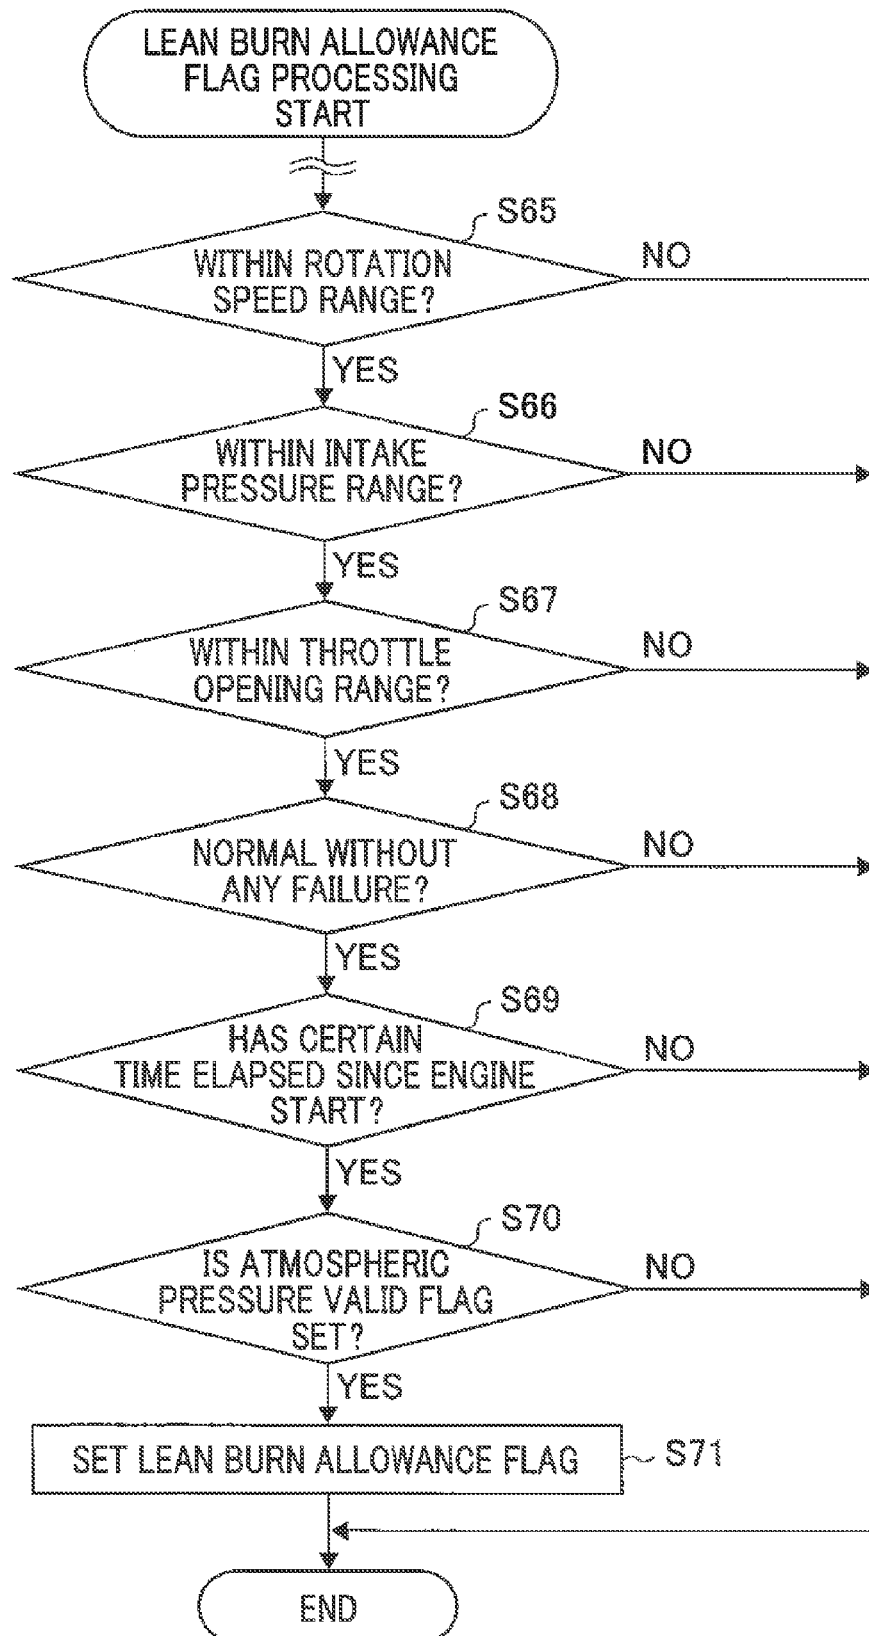 LEAN BURN ALLOWANCE
FLAG PROCESSING
START
S65
WITHIN ROTATION
SPEED RANGE?
NO
YES
S66
WITHIN INTAKE
PRESSURE RANGE?
NO
YES
S67
WITHIN THROTTLE
OPENING RANGE?
NO
YES
S68
NORMAL WITHOUT
ANY FAILURE?
NO
YES
S69
HAS CERTAIN
TIME ELAPSED SINCE ENGINE
START?
NO
YES
S70
IS ATMOSPHERIC
PRESSURE VALID FLAG
SET?
NO
YES
SET LEAN BURN ALLOWANCE FLAG
S71
END